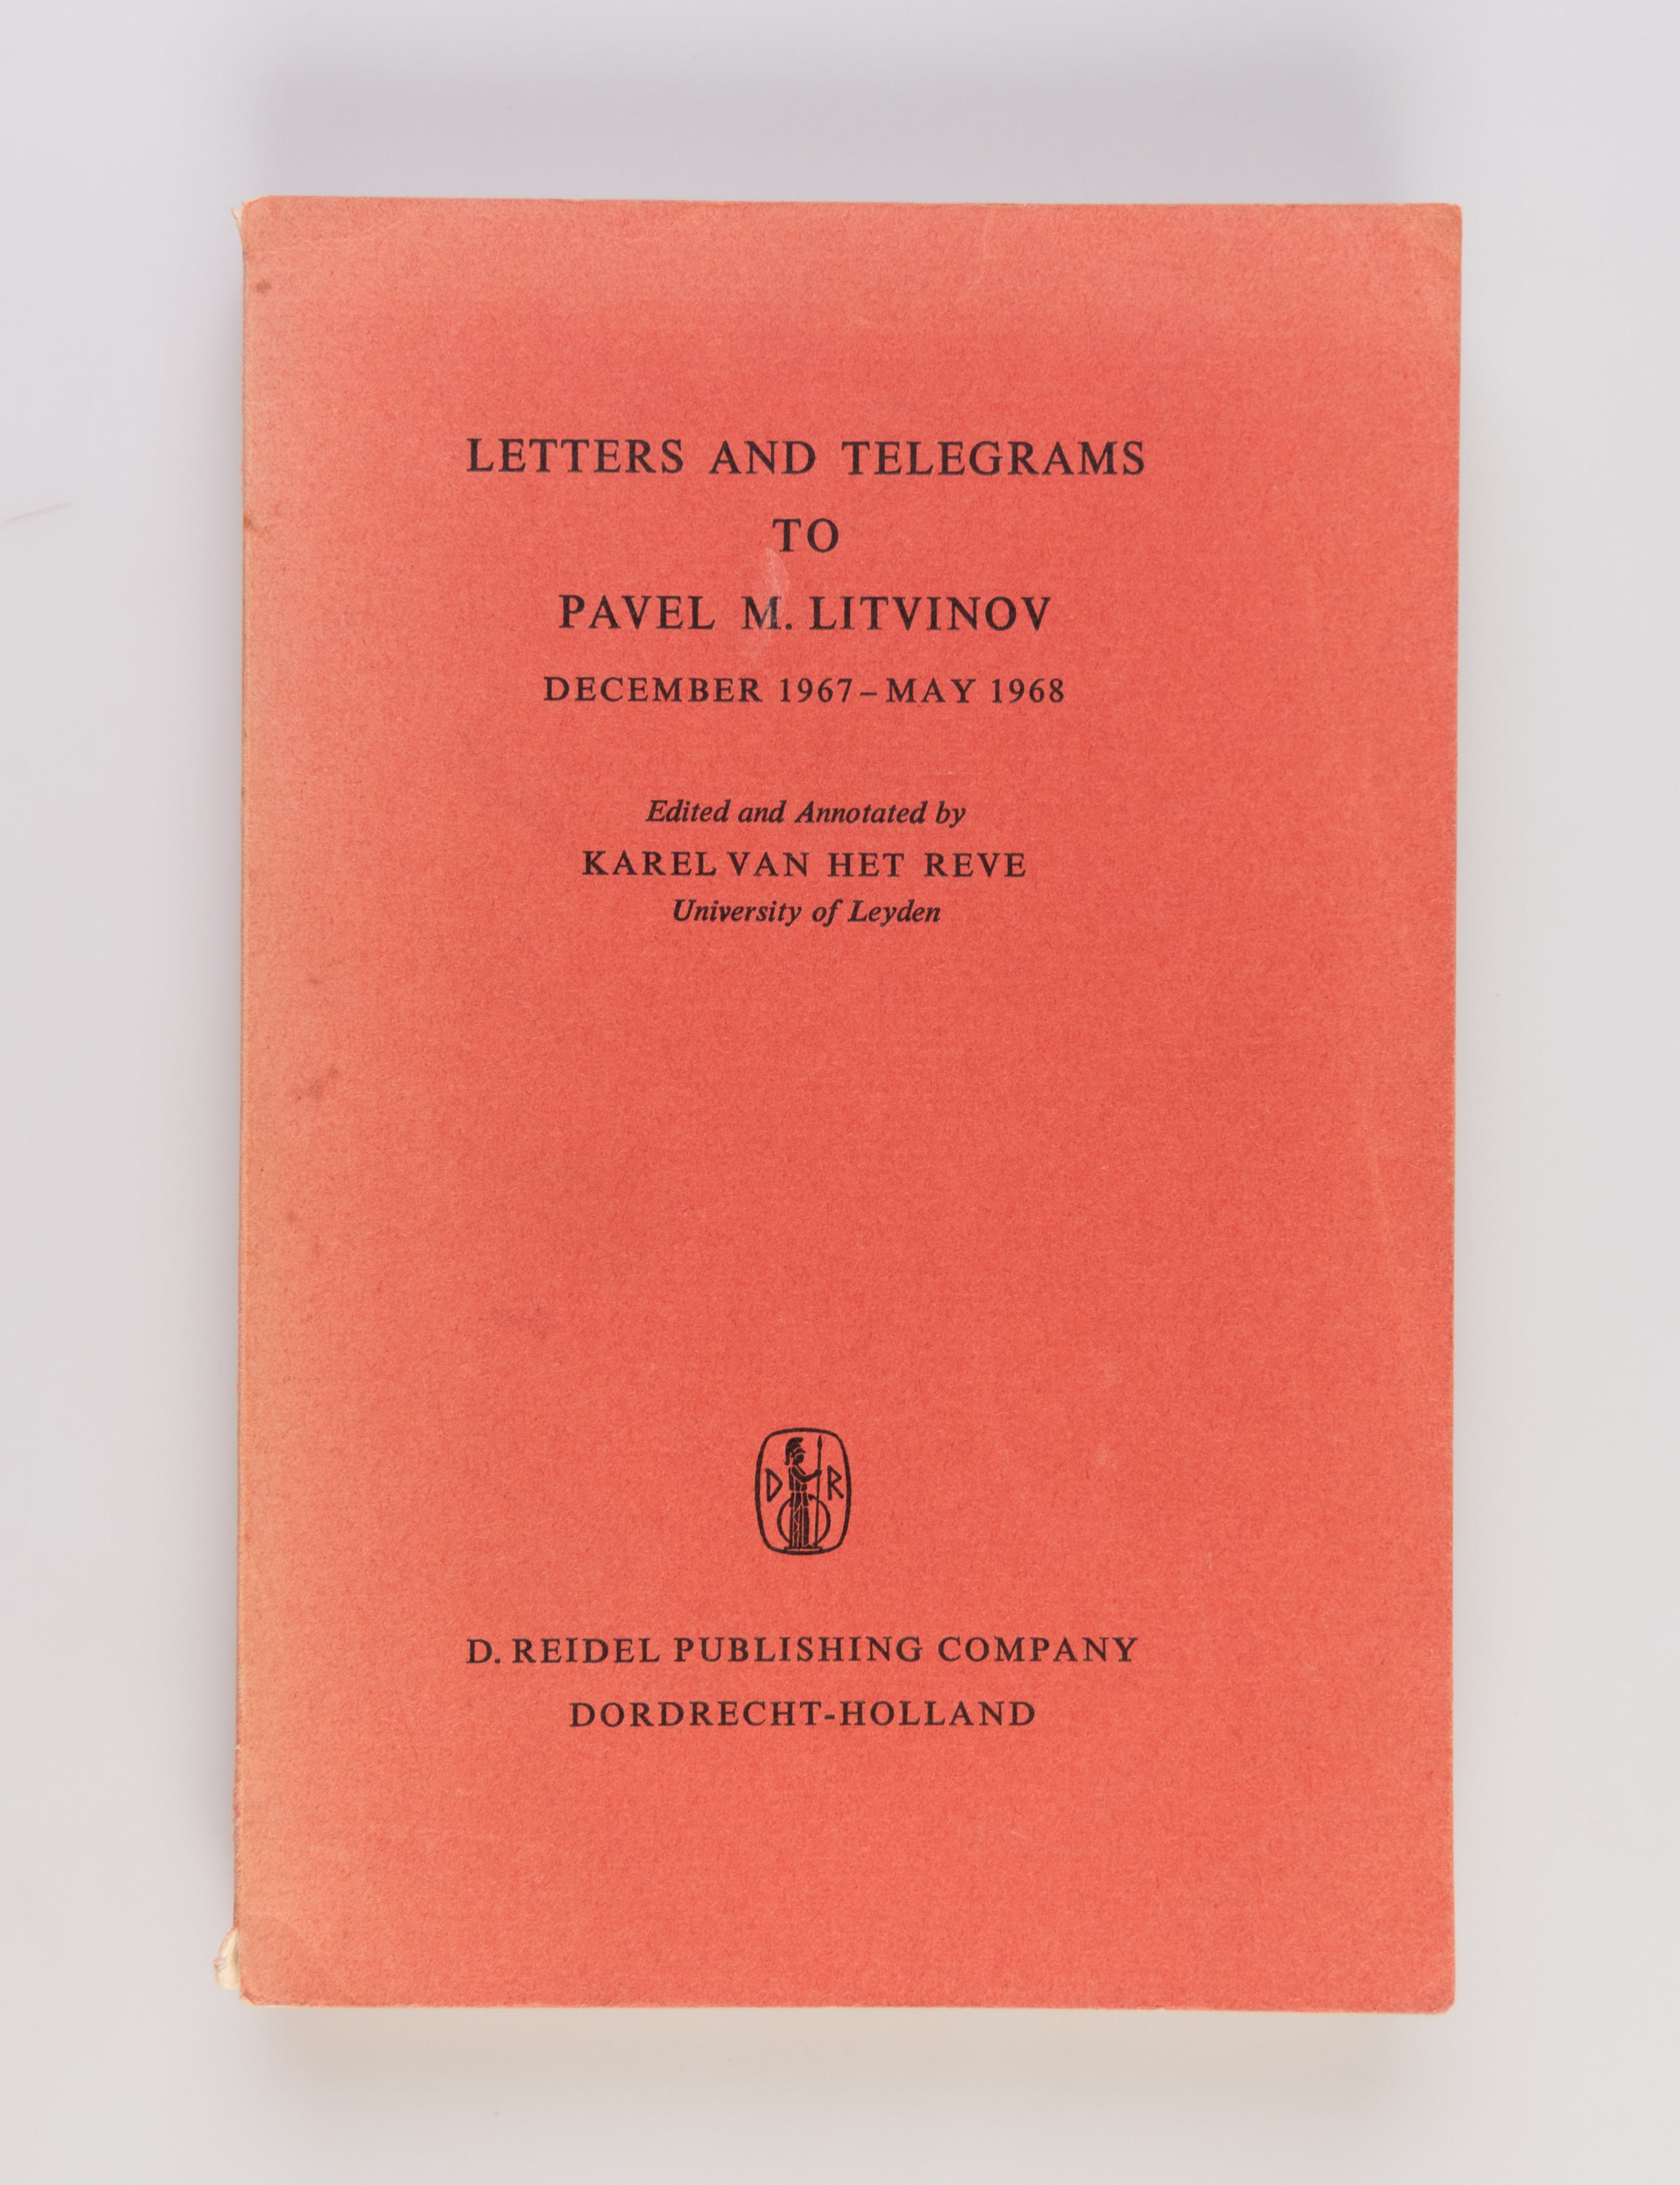 LETTERS AND TELEGRAMS
TO
PAVEL M. LITVINOV
DECEMBER 1967–MAY 1968
Edited and Annotated by
KAREL VAN HET REVE
University of Leyden
D R
D. REIDEL PUBLISHING COMPANY
DORDRECHT-HOLLAND